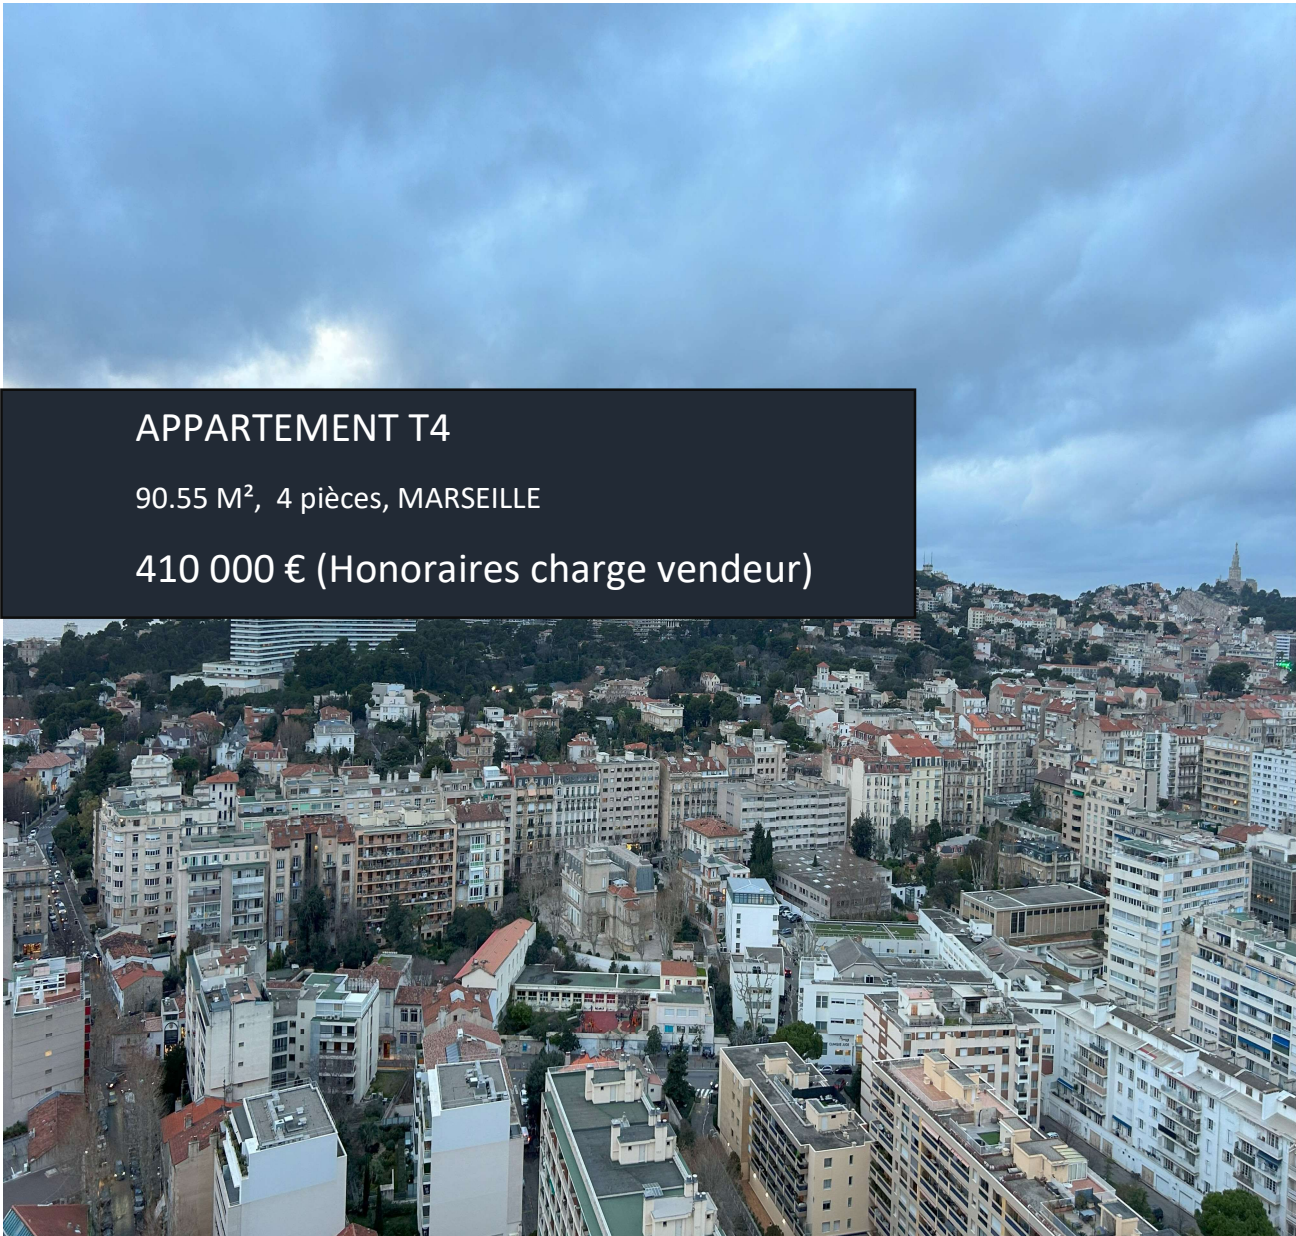 APPARTEMENT T4
90.55 M², 4 pièces, MARSEILLE
410 000 € (Honoraires charge vendeur)